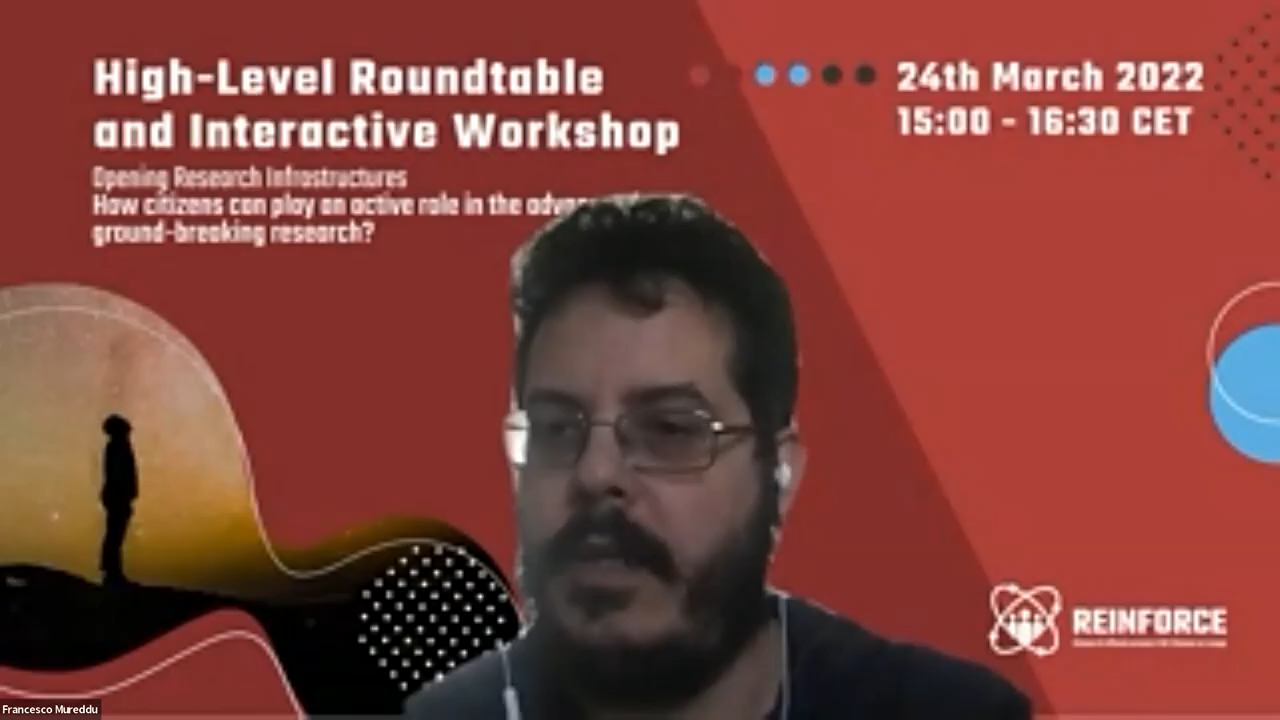 High-Level Roundtable
and Interactive Workshop
Opening Research Infrastructures
How citizens can play an active role in the
ground-breaking research?
24th March 2022
15:00 - 16:30 CET
REINFORCE
Francesco Mureddu